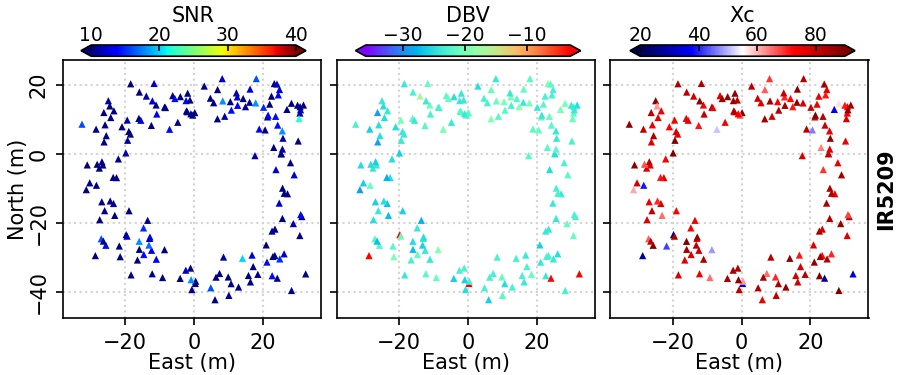 SNR DBV Xc
10 20 30 40 −30 −20 −10 20 40 60 80
20
0
−20
−40
North (m)
−20 0 20 −20 0 20 −20 0 20
East (m) East (m) East (m)
IR5209